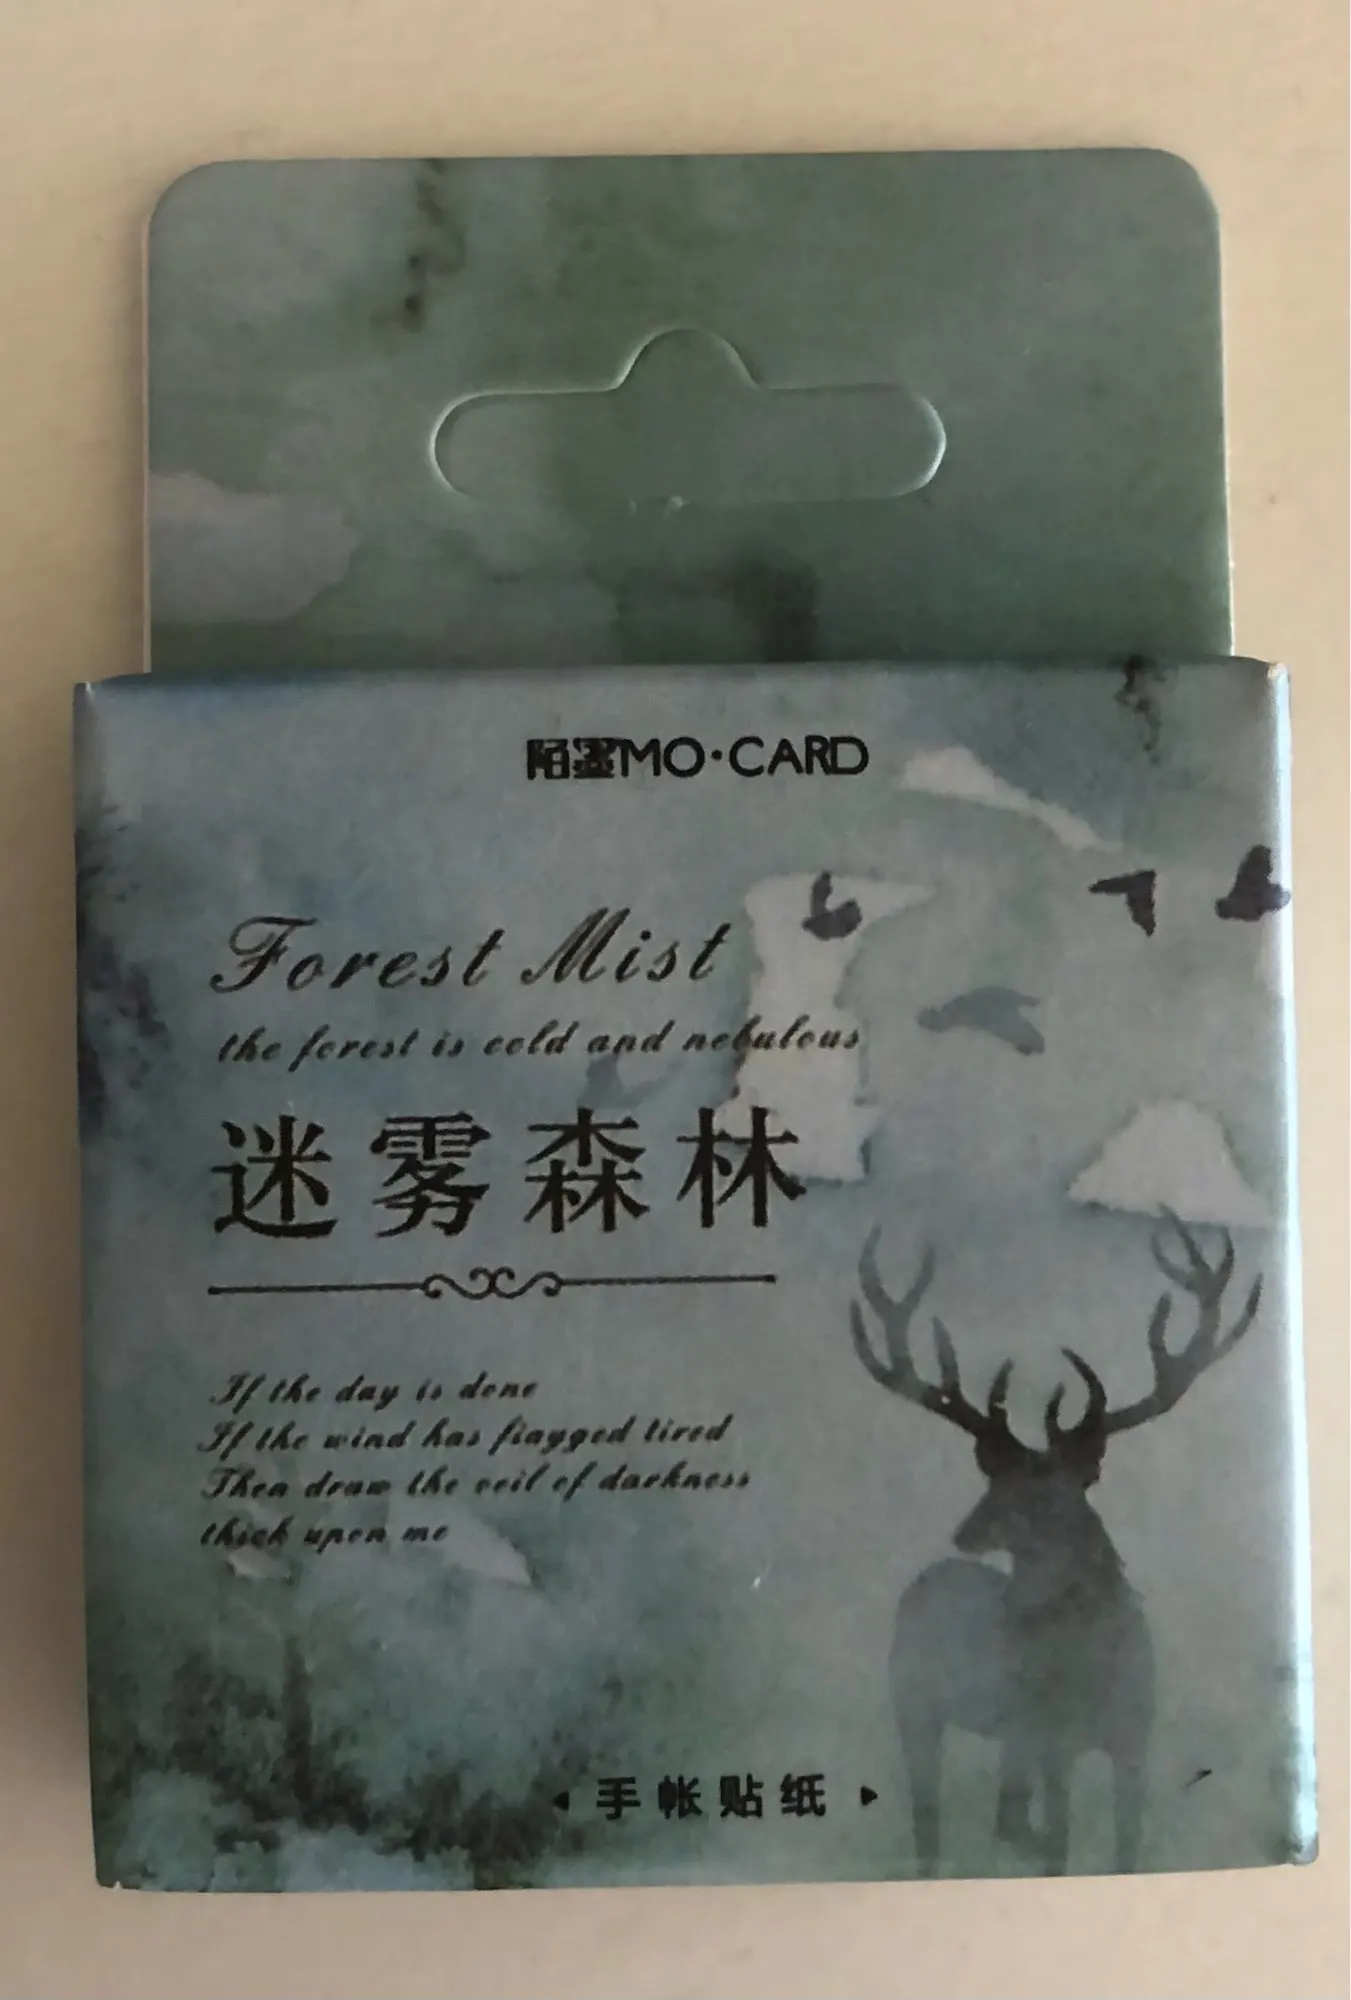 陌墨MO·CARD
Forest Mist
the forest is cold and nebulous
迷雾森林
If the day is done
If the wind has flagged tired
Then draw the veil of darkness
thick upon me
手帐贴纸